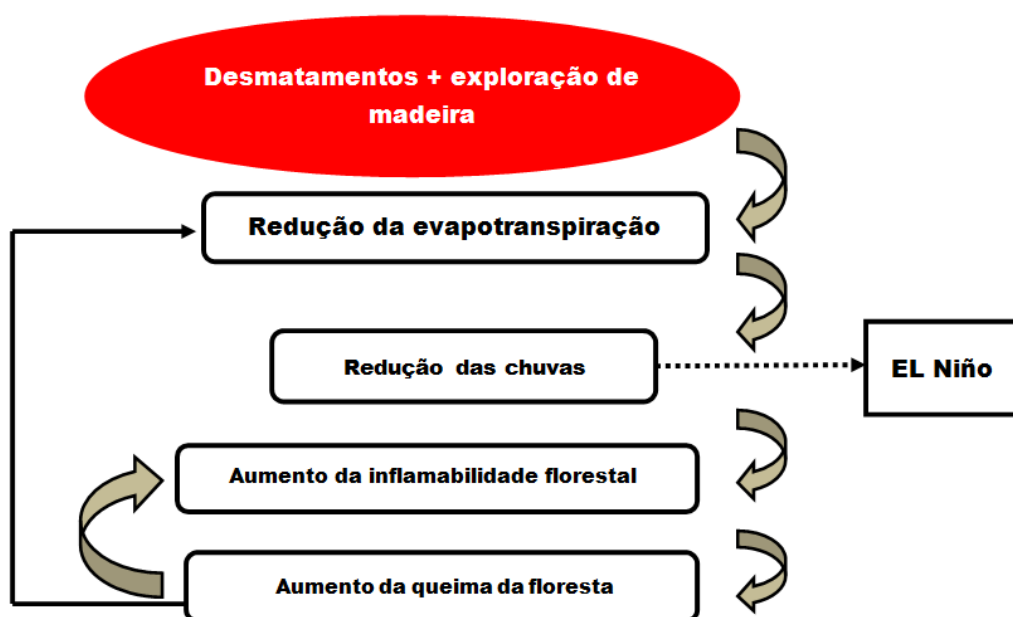 Desmatamentos + exploração de
madeira
Redução da evapotranspiração
Redução das chuvas
EL Niño
Aumento da inflamabilidade florestal
Aumento da queima da floresta